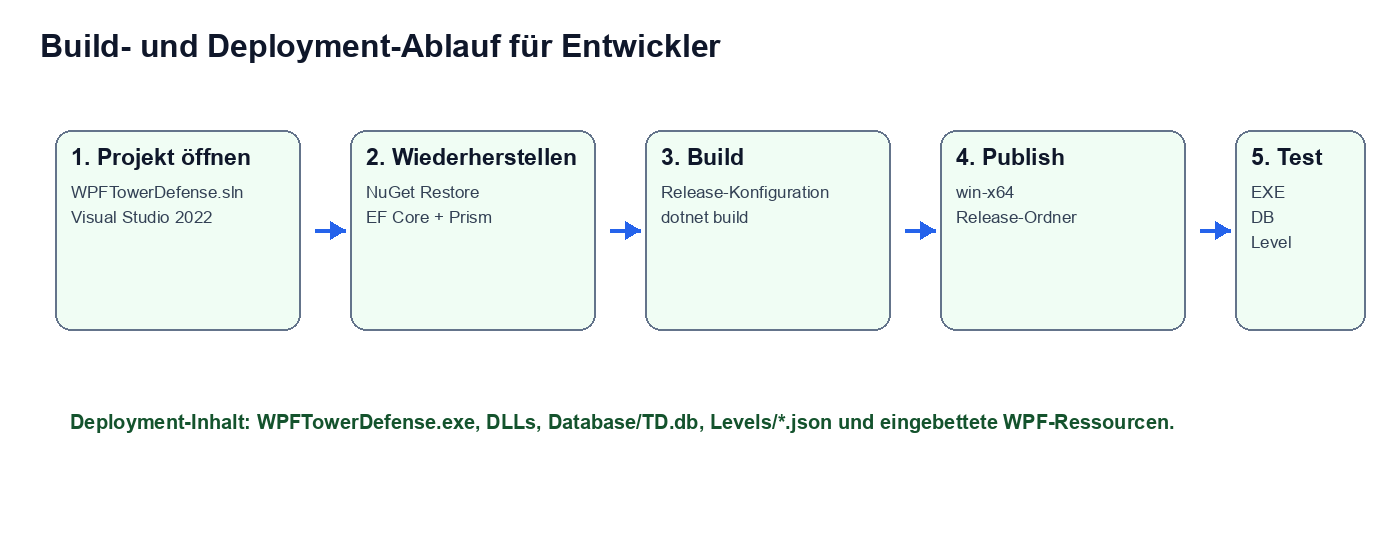 Build- und Deployment-Ablauf für Entwickler
1. Projekt öffnen
WPFTowerDefense.sln
Visual Studio 2022
2. Wiederherstellen
NuGet Restore
EF Core + Prism
3. Build
Release-Konfiguration
dotnet build
4. Publish
win-x64
Release-Ordner
5. Test
EXE
DB
Level
Deployment-Inhalt: WPFTowerDefense.exe, DLLs, Database/TD.db, Levels/*.json und eingebettete WPF-Ressourcen.